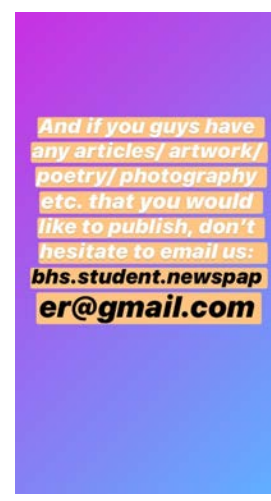 And if you guys have
any articles/ artwork/
poetry/ photography
etc. that you would
like to publish, don't
hesitate to email us:
bhs.student.newspap
er@gmail.com